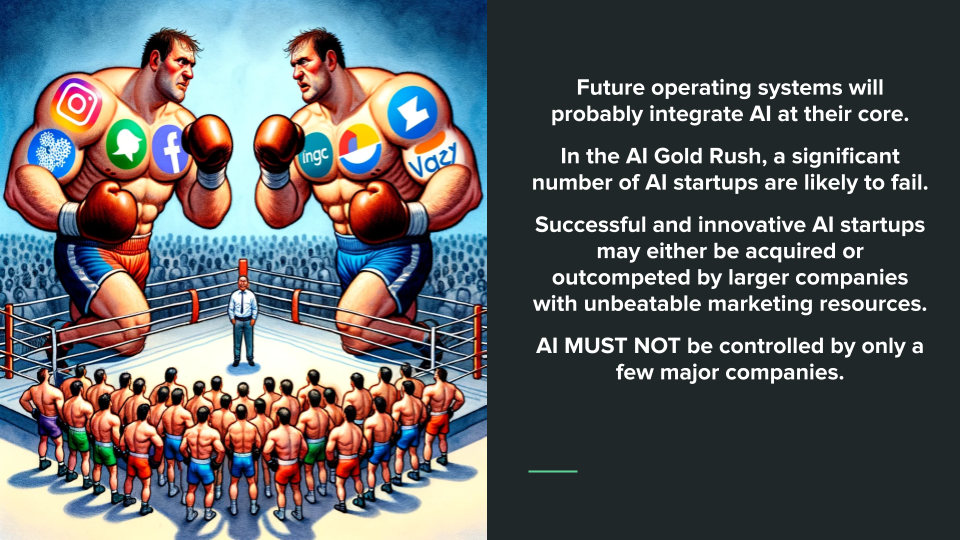 ingc
Vazy
Future operating systems will
probably integrate AI at their core.
In the AI Gold Rush, a significant
number of AI startups are likely to fail.
Successful and innovative AI startups
may either be acquired or
outcompeted by larger companies
with unbeatable marketing resources.
AI MUST NOT be controlled by only a
few major companies.